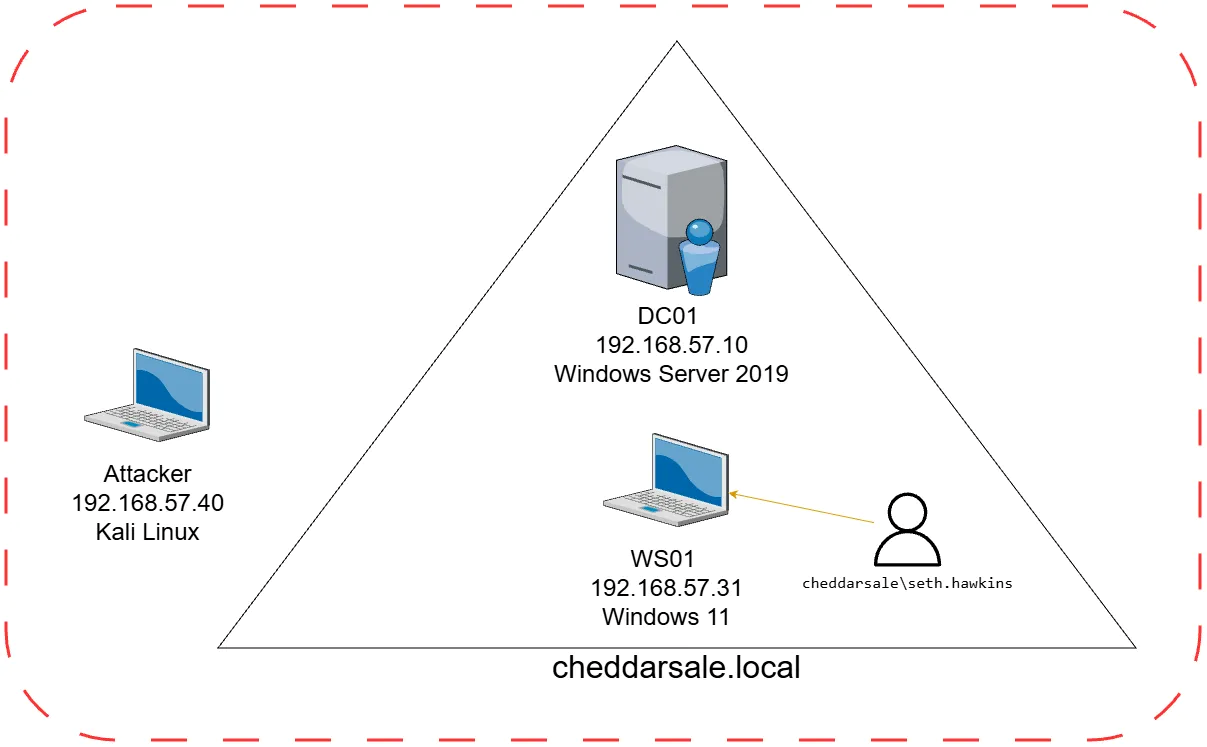 DC01
192.168.57.10
Windows Server 2019
Attacker
192.168.57.40
Kali Linux
WS01
192.168.57.31
Windows 11
cheddarsale\seth.hawkins
cheddarsale.local